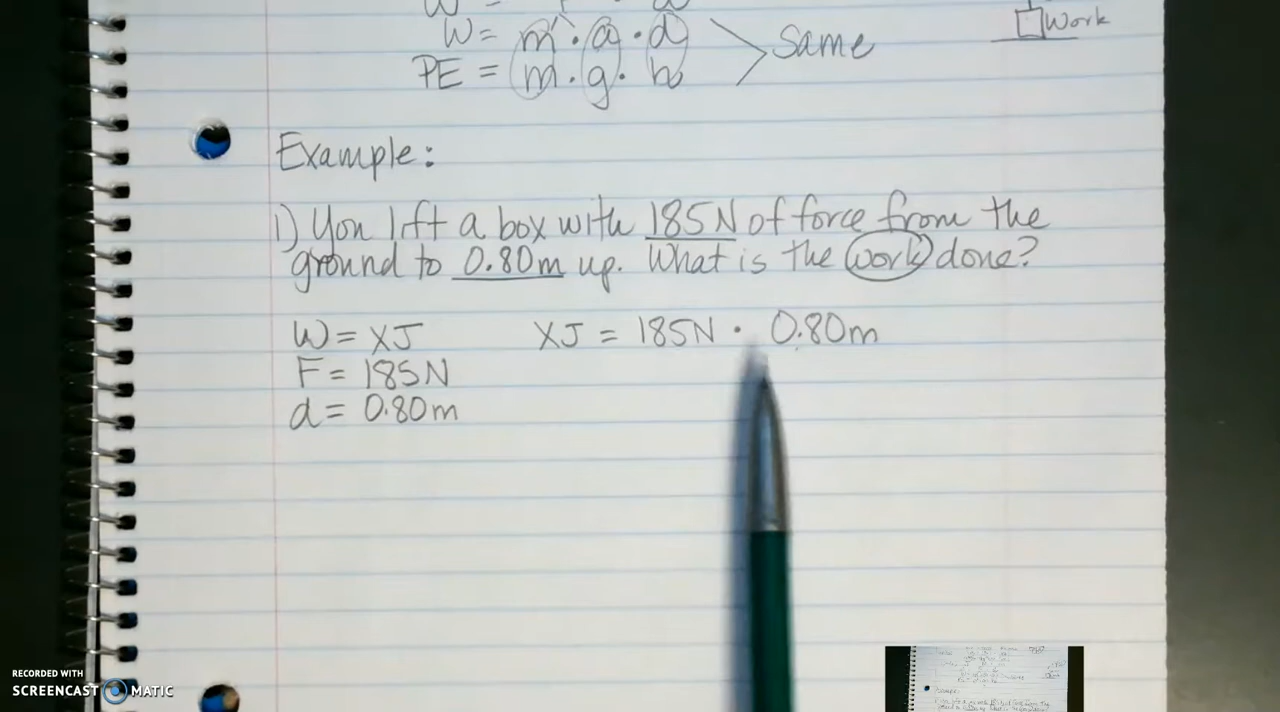 W = m · a · d
PE = m · g · h
Same
Work
Example:
1) You lift a box with 185N of force from the
ground to 0.80m up. What is the work done?
W = XJ
XJ = 185N · 0.80m
F = 185N
d = 0.80m
RECORDED WITH
SCREENCAST MATIC